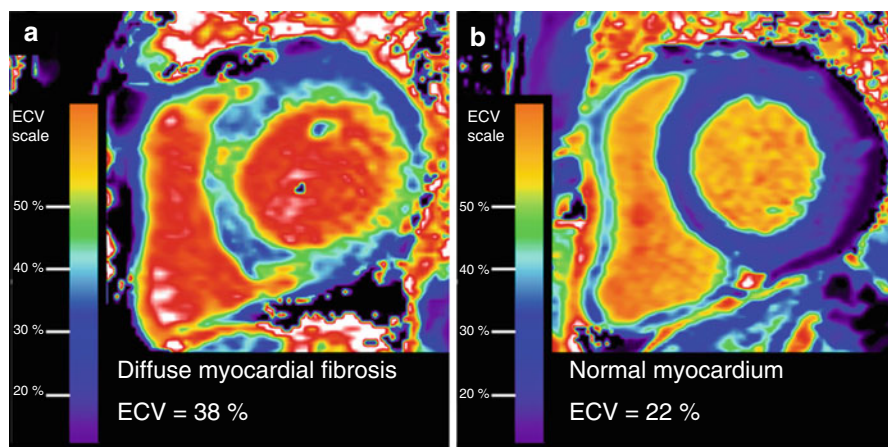 a
ECV
scale
50 %
40 %
30 %
20 %
Diffuse myocardial fibrosis
ECV = 38 %
b
ECV
scale
50 %
40 %
30 %
20 %
Normal myocardium
ECV = 22 %